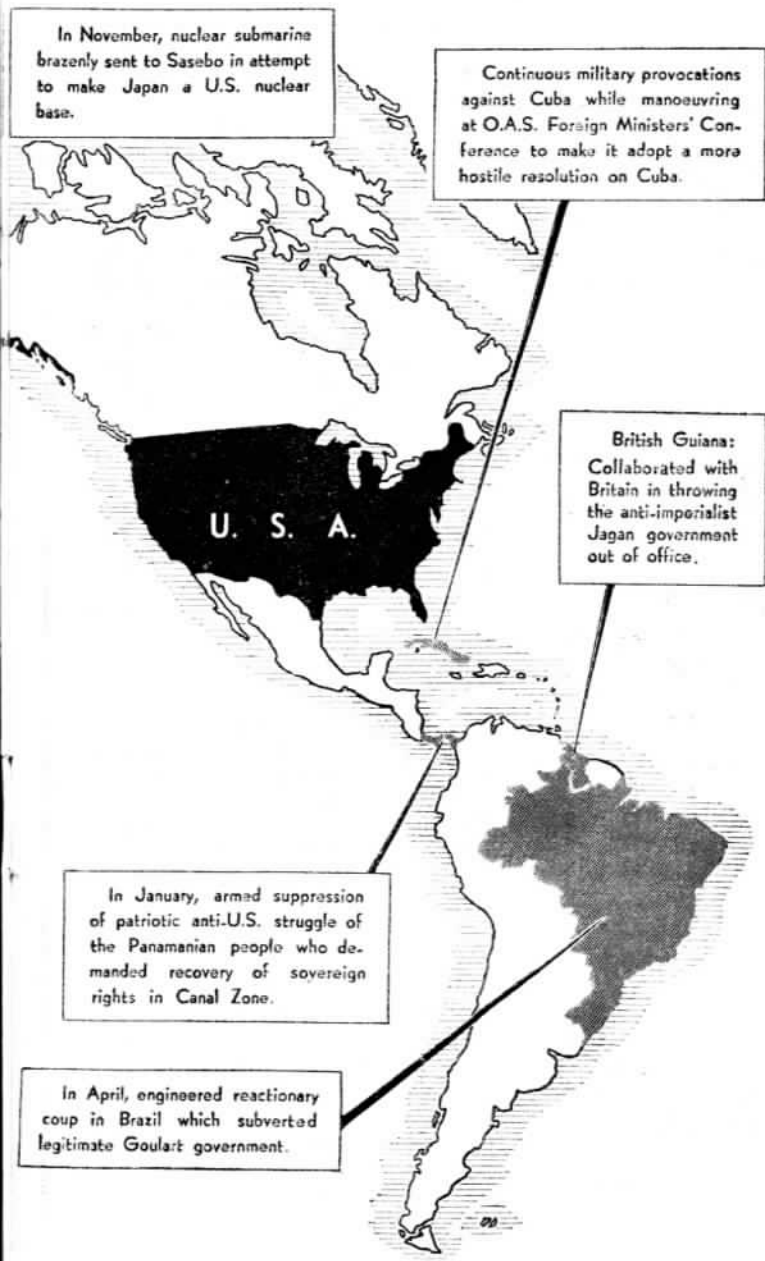 In November, nuclear submarine
brazenly sent to Sasebo in attempt
to make Japan a U.S. nuclear
base.
Continuous military provocations
against Cuba while manoeuvring
at O.A.S. Foreign Ministers' Con-
ference to make it adopt a more
hostile resolution on Cuba.
U. S. A.
British Guiana:
Collaborated with
Britain in throwing
the anti-imperialist
Jagan government
out of office.
In January, armed suppression
of patriotic anti-U.S. struggle of
the Panamanian people who de-
manded recovery of sovereign
rights in Canal Zone.
In April, engineered reactionary
coup in Brazil which subverted
legitimate Goulart government.